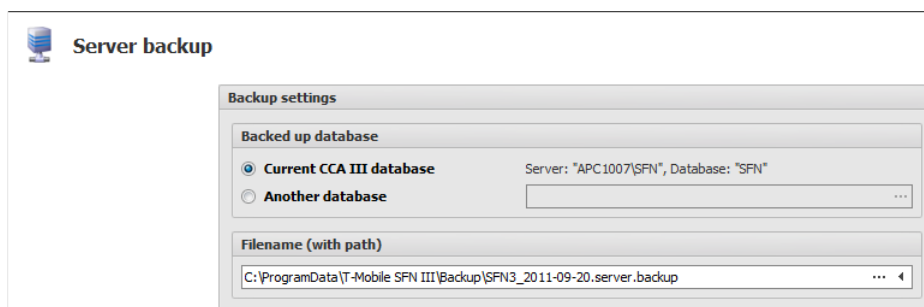 Server backup
Backup settings
Backed up database
Current CCA III database Server: "APC1007\SFN", Database: "SFN"
Another database ...
Filename (with path)
C:\ProgramData\T-Mobile SFN III\Backup\SFN3_2011-09-20.server.backup ...